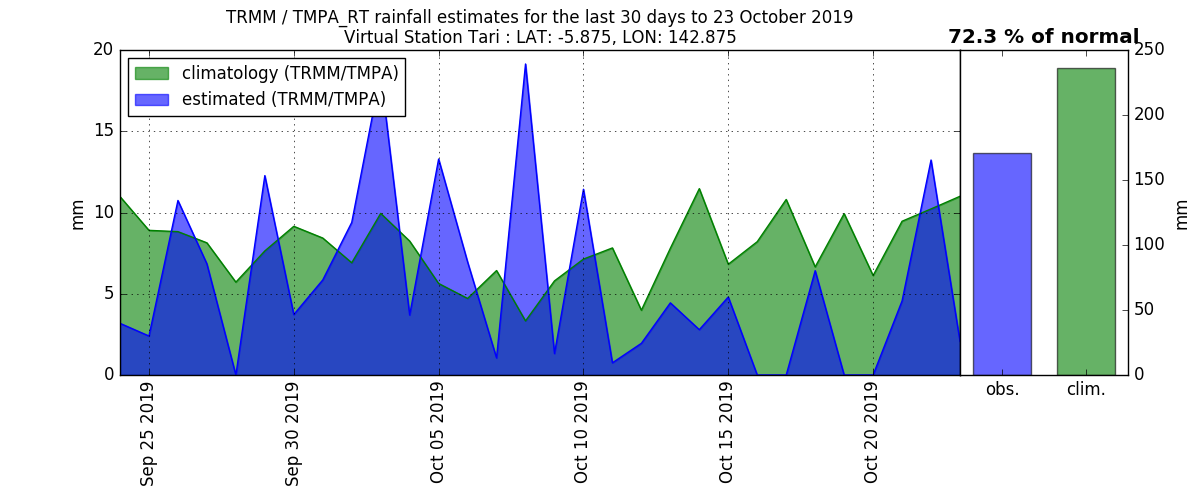 TRMM / TMPA_RT rainfall estimates for the last 30 days to 23 October 2019
Virtual Station Tari : LAT: -5.875, LON: 142.875
72.3 % of normal
climatology (TRMM/TMPA)
estimated (TRMM/TMPA)
mm
20
15
10
5
0
Sep 25 2019
Sep 30 2019
Oct 05 2019
Oct 10 2019
Oct 15 2019
Oct 20 2019
250
200
150
100
50
0
mm
obs.
clim.